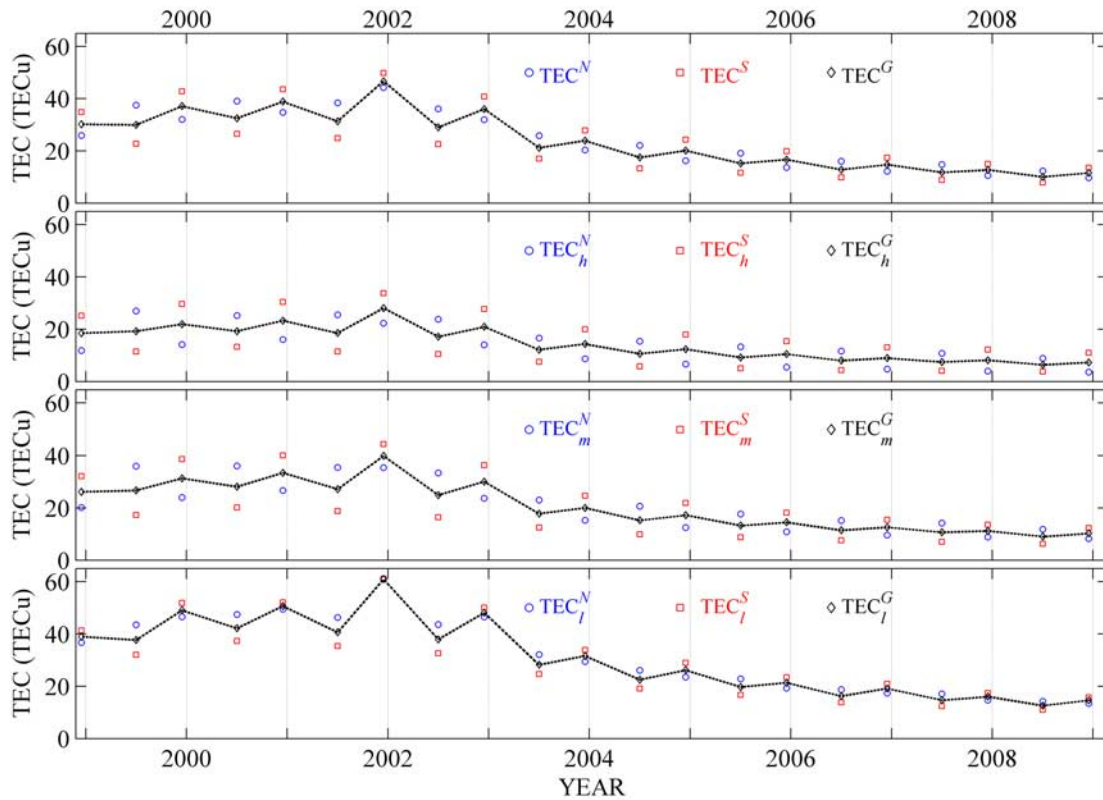 2000 2002 2004 2006 2008
60
40
20
0
TEC (TECu)
TEC^N TEC^S TEC^G
60
40
20
0
TEC (TECu)
TEC_h^N TEC_h^S TEC_h^G
60
40
20
0
TEC (TECu)
TEC_m^N TEC_m^S TEC_m^G
60
40
20
0
TEC (TECu)
TEC_l^N TEC_l^S TEC_l^G
2000 2002 2004 2006 2008
YEAR